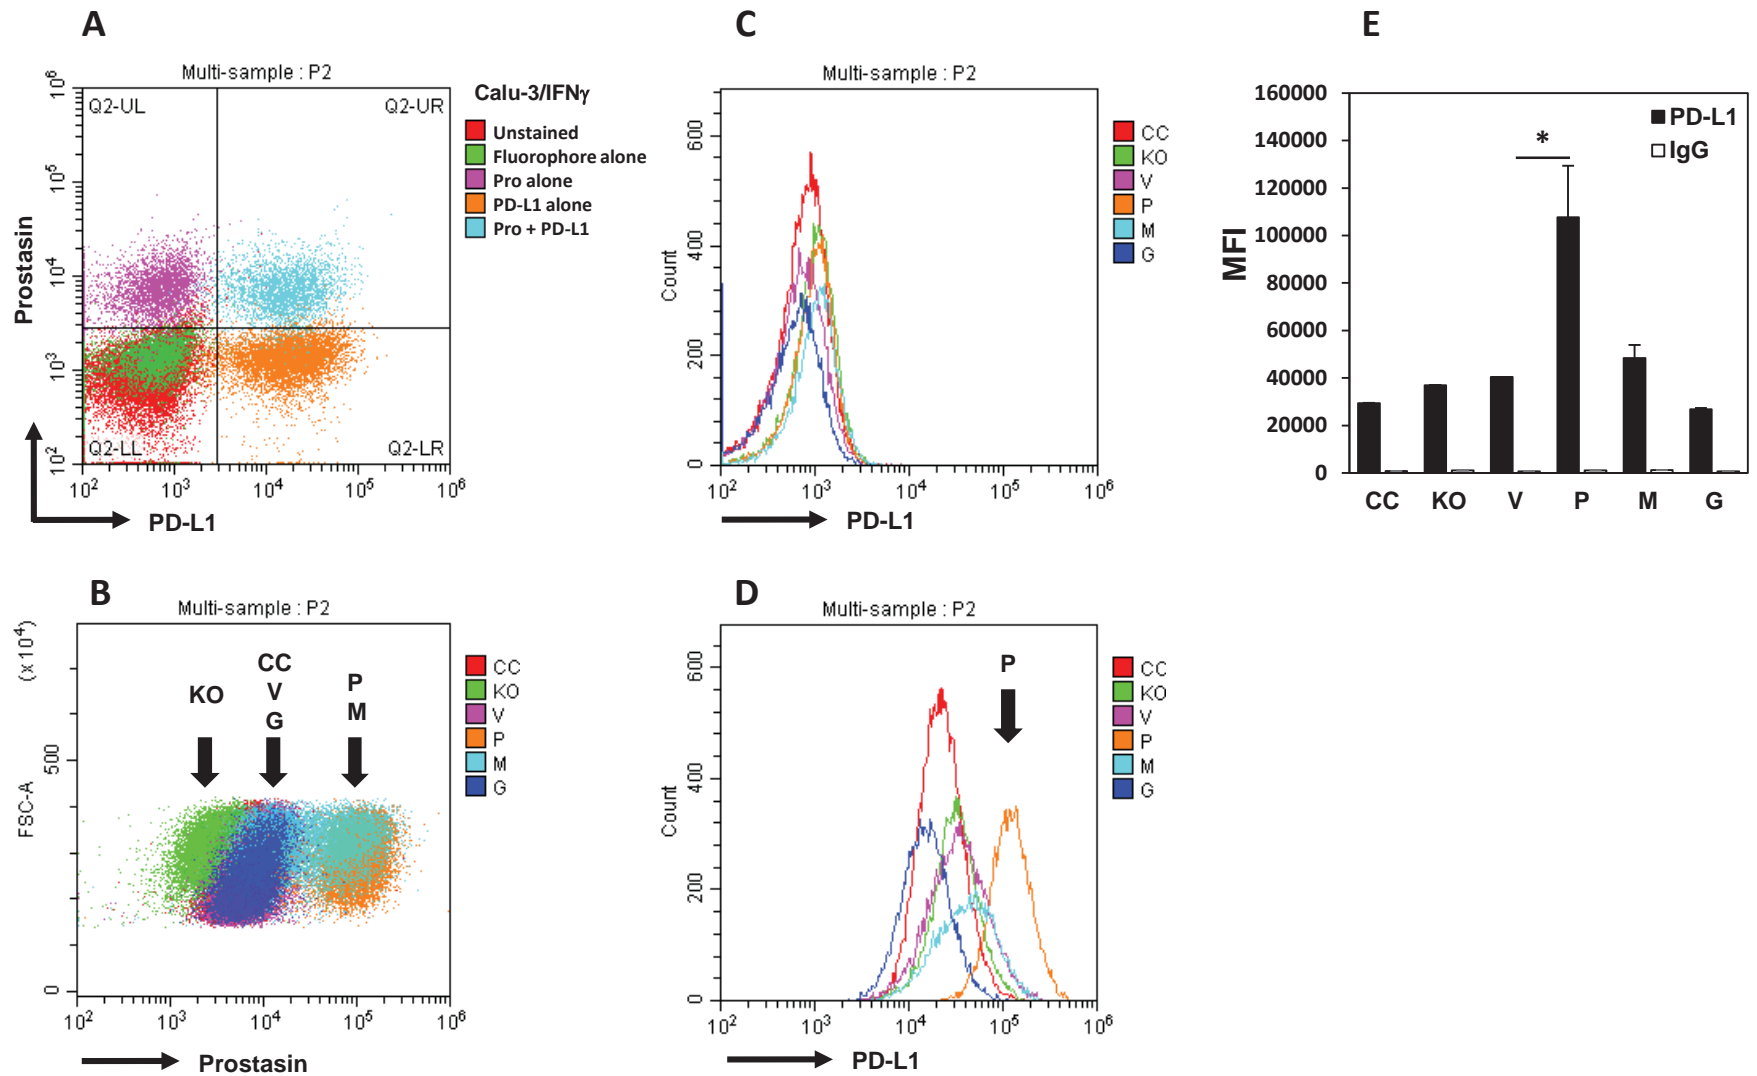 A
Multi-sample : P2
10^6
10^5
10^4
10^3
10^2
Q2-UL
Q2-UR
Q2-LL
Q2-LR
Prostasin
10^2 10^3 10^4 10^5 10^6
PD-L1
Calu-3/IFNγ
Unstained
Fluorophore alone
Pro alone
PD-L1 alone
Pro + PD-L1
C
Multi-sample : P2
600
400
200
0
Count
10^2 10^3 10^4 10^5 10^6
PD-L1
CC
KO
V
P
M
G
E
160000
140000
120000
100000
80000
60000
40000
20000
0
MFI
*
PD-L1
IgG
CC KO V P M G
B
Multi-sample : P2
(x 10^4)
500
0
FSC-A
KO
CC
V
G
P
M
10^2 10^3 10^4 10^5 10^6
Prostasin
CC
KO
V
P
M
G
D
Multi-sample : P2
600
400
200
0
Count
P
10^2 10^3 10^4 10^5 10^6
PD-L1
CC
KO
V
P
M
G